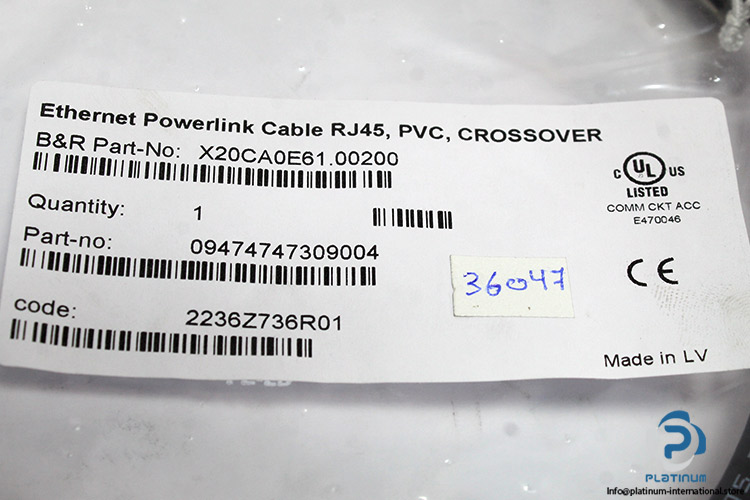 Ethernet Powerlink Cable RJ45, PVC, CROSSOVER
B&R Part-No: X20CA0E61.00200
Quantity: 1
Part-no: 09474747309004
code: 2236Z736R01
C UL US
LISTED
COMM CKT ACC
E470046
CE
36047
Made in LV
PLATINUM
Info@platinum-international.store